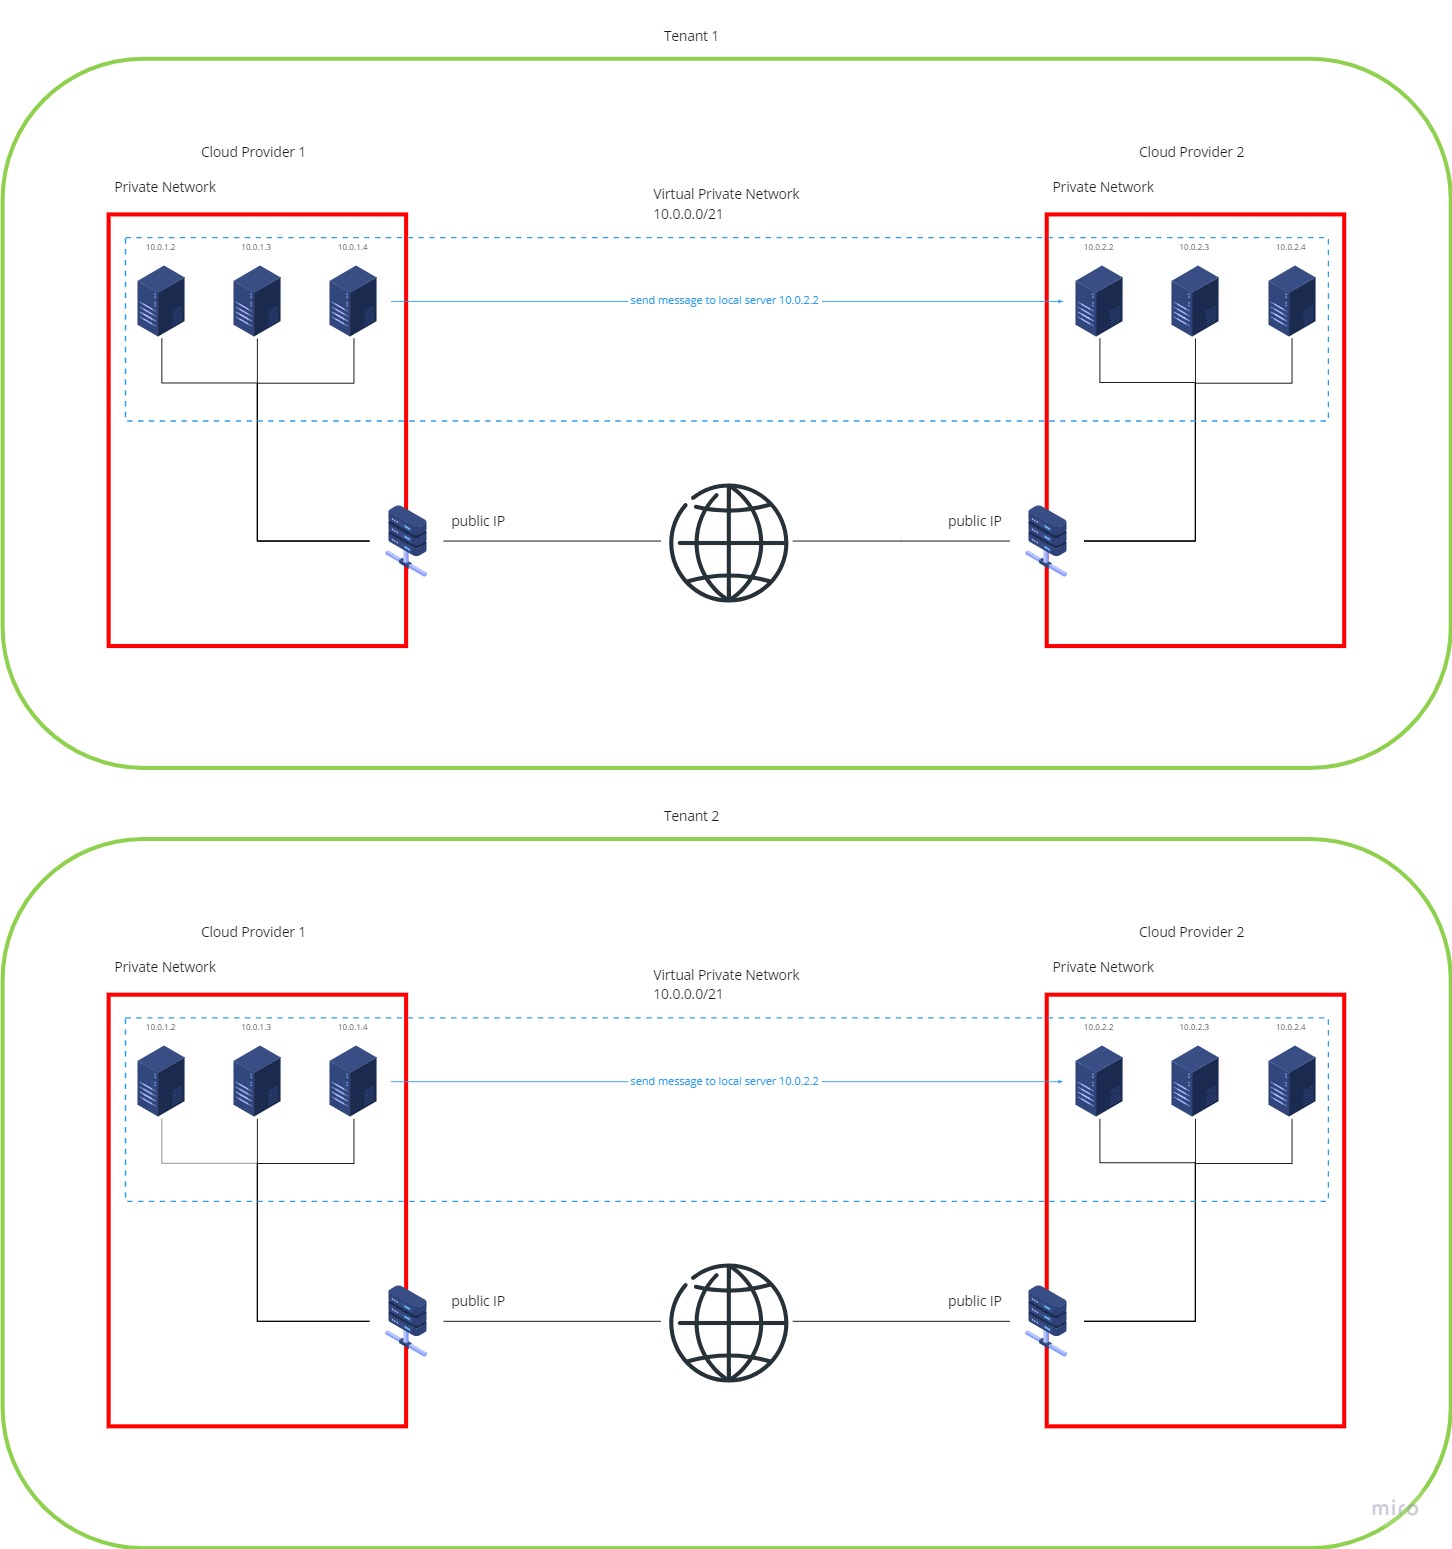 Tenant 1
Cloud Provider 1
Cloud Provider 2
Private Network
Virtual Private Network
10.0.0.0/21
Private Network
10.0.1.2
10.0.1.3
10.0.1.4
10.0.2.2
10.0.2.3
10.0.2.4
send message to local server 10.0.2.2
public IP
public IP
Tenant 2
Cloud Provider 1
Cloud Provider 2
Private Network
Virtual Private Network
10.0.0.0/21
Private Network
10.0.1.2
10.0.1.3
10.0.1.4
10.0.2.2
10.0.2.3
10.0.2.4
send message to local server 10.0.2.2
public IP
public IP
miro